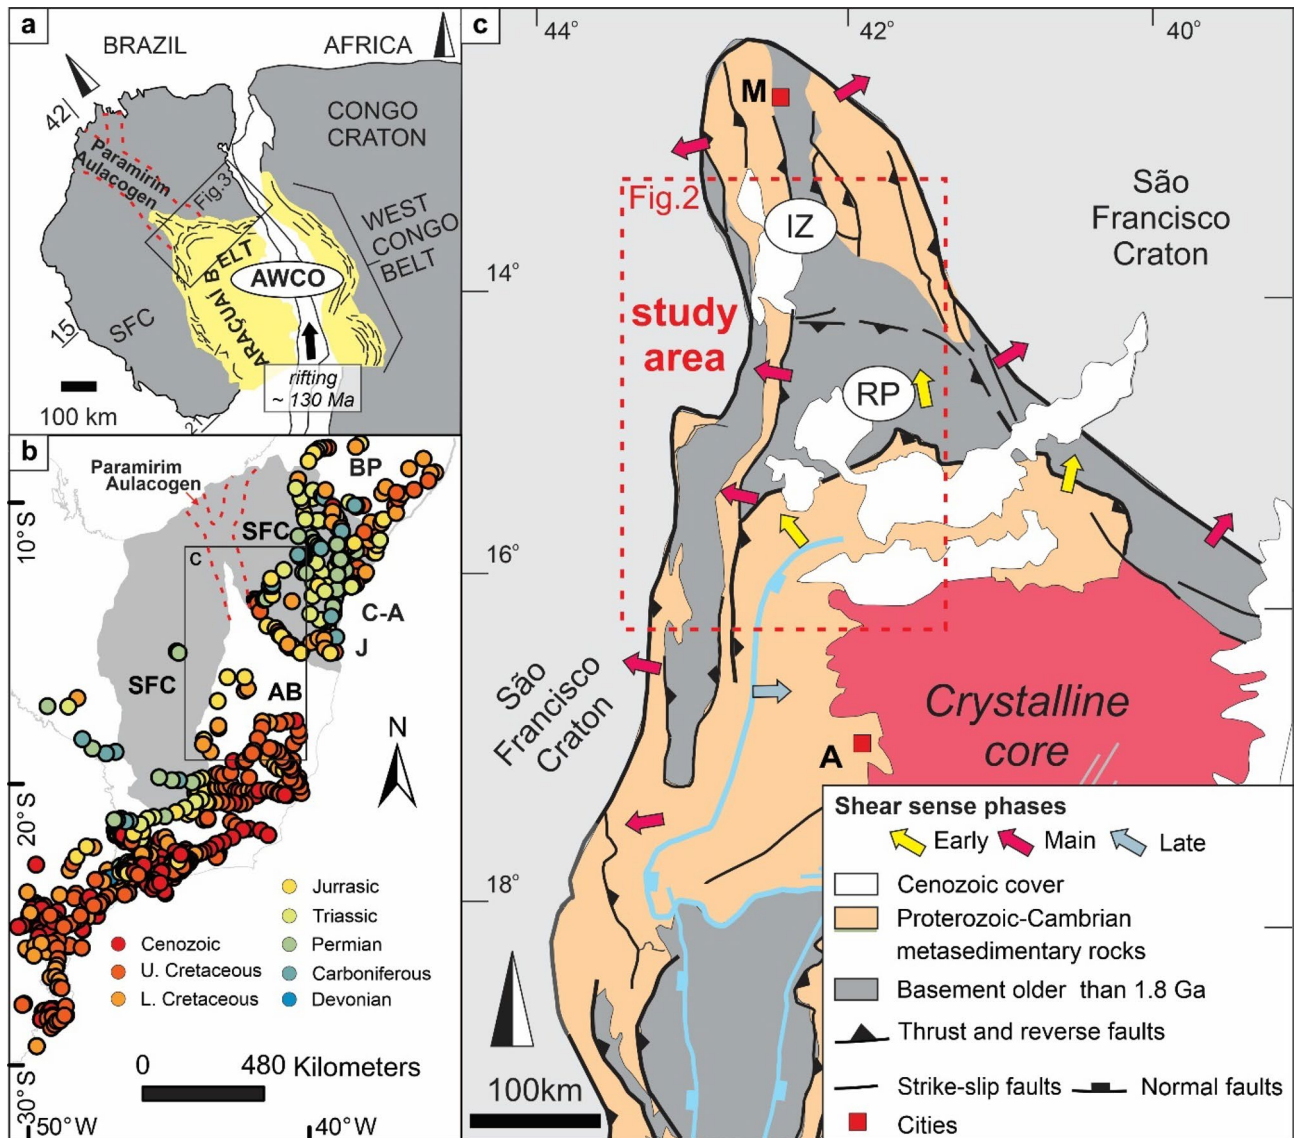 a
BRAZIL
AFRICA
42
CONGO
CRATON
Paramirim
Aulacogen
Fig.3
WEST
CONGO
BELT
ARAÇUAÍ BELT
AWCO
SFC
15
rifting
~ 130 Ma
100 km
21
b
Paramirim
Aulacogen
BP
SFC
10°S
c
C-A
J
SFC
AB
N
20°S
Jurrasic
Triassic
Cenozoic
Permian
U. Cretaceous
Carboniferous
L. Cretaceous
Devonian
0 480 Kilometers
30°S
50°W
40°W
c
44°
42°
40°
M
Fig.2
São
Francisco
Craton
IZ
14°
study
area
RP
16°
São
Francisco
Craton
Crystalline
core
A
18°
100km
Shear sense phases
Early Main Late
Cenozoic cover
Proterozoic-Cambrian
metasedimentary rocks
Basement older than 1.8 Ga
Thrust and reverse faults
Strike-slip faults Normal faults
Cities